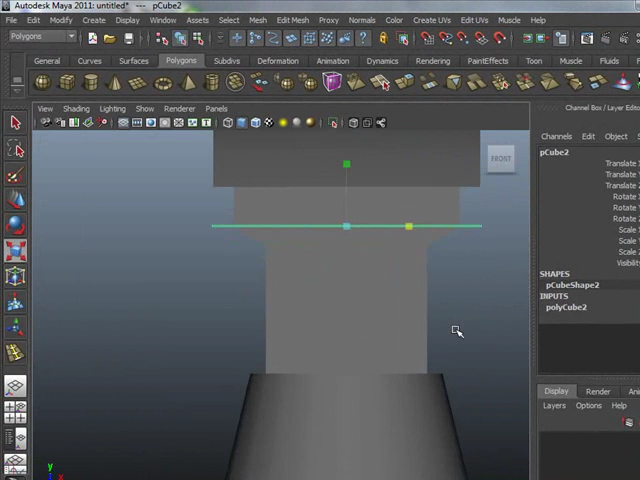 Autodesk Maya 2011: untitled* --- pCube2
File Edit Modify Create Display Window Assets Select Mesh Edit Mesh Proxy Normals Color Create UVs Edit UVs Muscle Help
Polygons
General Curves Surfaces Polygons Subdivs Deformation Animation Dynamics Rendering PaintEffects Muscle Fluids
Channel Box / Layer Editor
View Shading Lighting Show Renderer Panels
Channels Edit Object
pCube2
Translate X
Translate Y
Translate Z
Rotate X
Rotate Y
Rotate Z
Scale X
Scale Y
Scale Z
Visibility
SHAPES
pCubeShape2
INPUTS
polyCube2
FRONT
Display Render
Layers Options Help
y
x